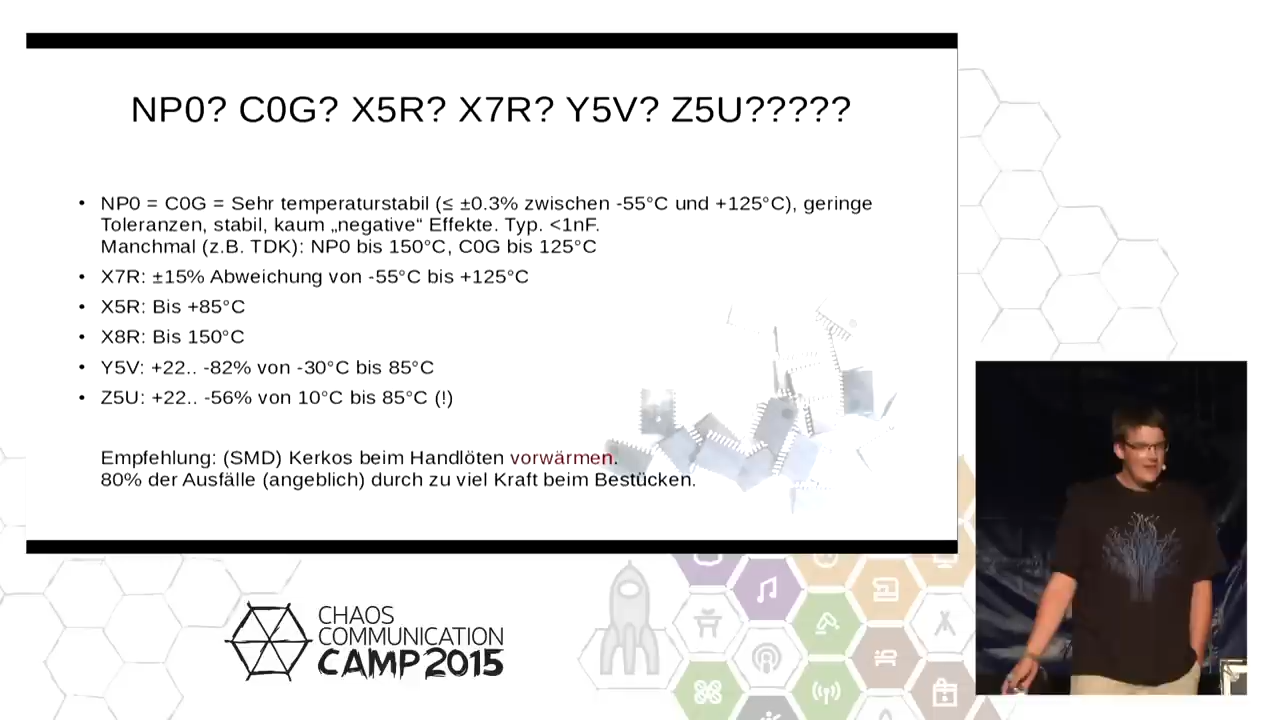 NP0? C0G? X5R? X7R? Y5V? Z5U?????
• NP0 = C0G = Sehr temperaturstabil (≤ ±0.3% zwischen -55°C und +125°C), geringe
Toleranzen, stabil, kaum „negative“ Effekte. Typ. <1nF.
Manchmal (z.B. TDK): NP0 bis 150°C, C0G bis 125°C
• X7R: ±15% Abweichung von -55°C bis +125°C
• X5R: Bis +85°C
• X8R: Bis 150°C
• Y5V: +22.. -82% von -30°C bis 85°C
• Z5U: +22.. -56% von 10°C bis 85°C (!)
Empfehlung: (SMD) Kerkos beim Handlöten vorwärmen.
80% der Ausfälle (angeblich) durch zu viel Kraft beim Bestücken.
CHAOS
COMMUNICATION
CAMP 2015